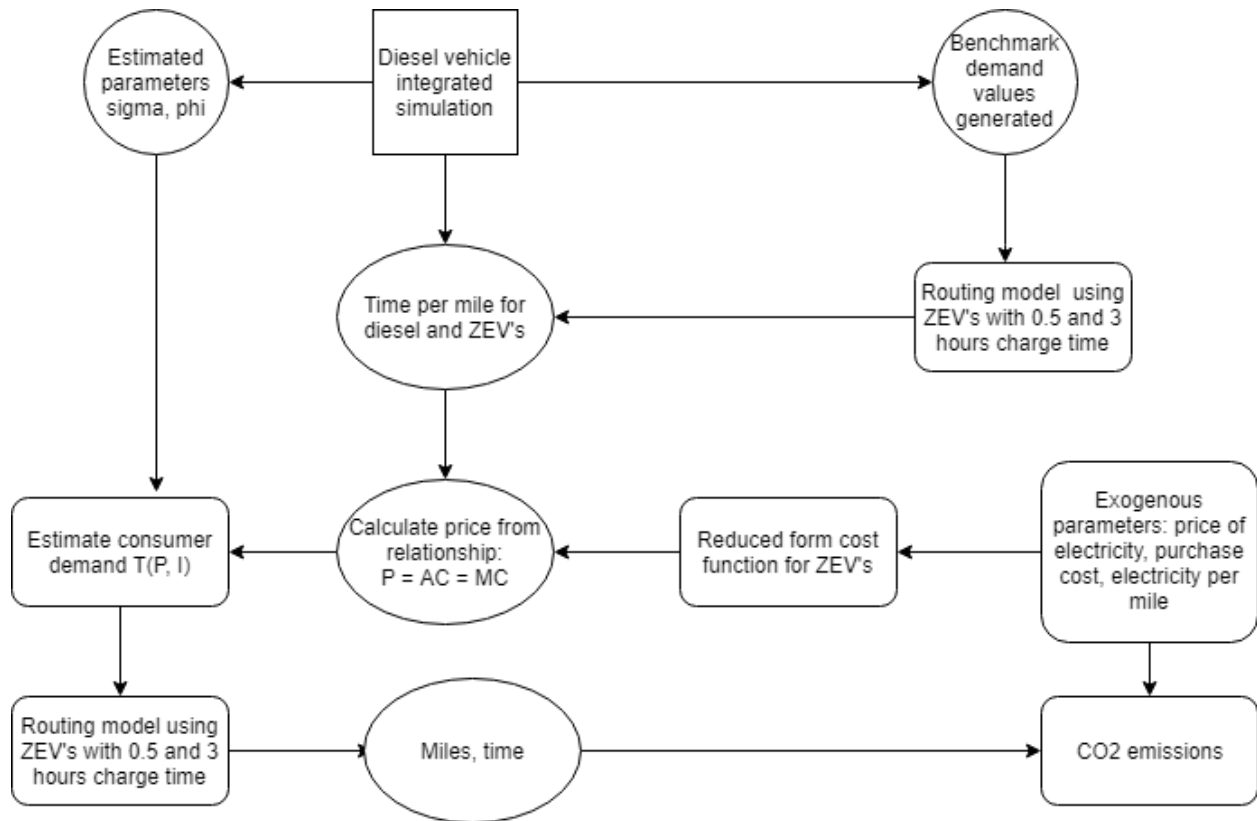 Estimated
parameters
sigma, phi
Diesel vehicle
integrated
simulation
Benchmark
demand
values
generated
Time per mile for
diesel and ZEV's
Routing model using
ZEV's with 0.5 and 3
hours charge time
Estimate consumer
demand T(P, I)
Calculate price from
relationship:
P = AC = MC
Reduced form cost
function for ZEV's
Exogenous
parameters: price of
electricity, purchase
cost, electricity per
mile
Routing model using
ZEV's with 0.5 and 3
hours charge time
Miles, time
CO2 emissions